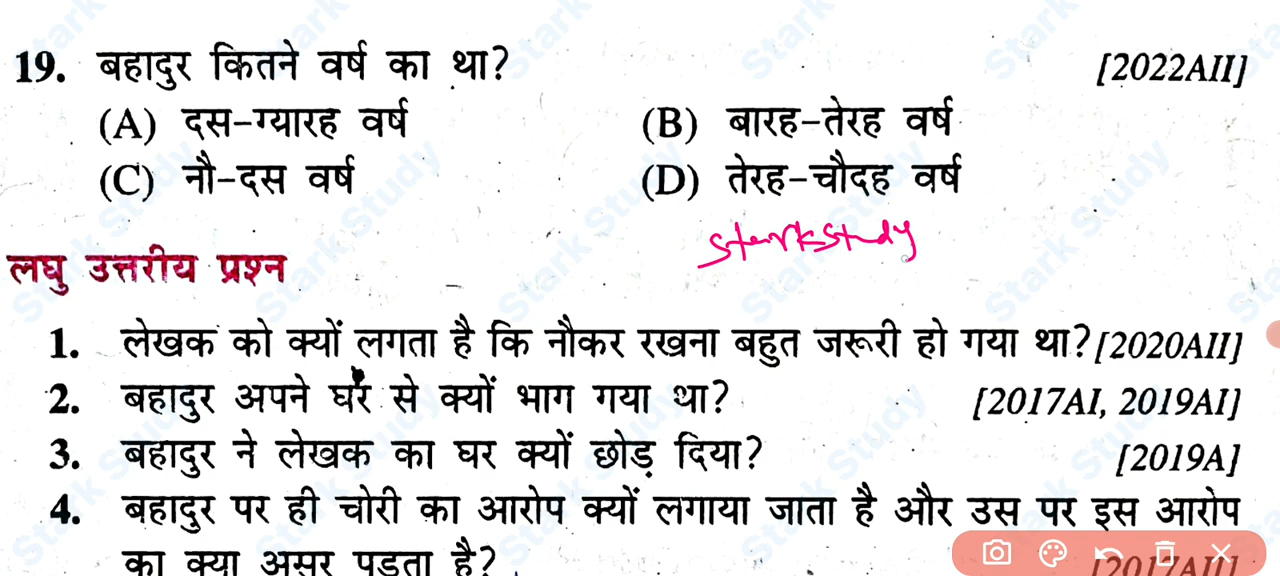 19. बहादुर कितने वर्ष का था? [2022AII]
(A) दस-ग्यारह वर्ष (B) बारह-तेरह वर्ष
(C) नौ-दस वर्ष (D) तेरह-चौदह वर्ष
starkstudy
लघु उत्तरीय प्रश्न
1. लेखक को क्यों लगता है कि नौकर रखना बहुत जरूरी हो गया था? [2020AII]
2. बहादुर अपने घर से क्यों भाग गया था? [2017AI, 2019AI]
3. बहादुर ने लेखक का घर क्यों छोड़ दिया? [2019A]
4. बहादुर पर ही चोरी का आरोप क्यों लगाया जाता है और उस पर इस आरोप
का क्या असर पड़ता है? [2017AII]